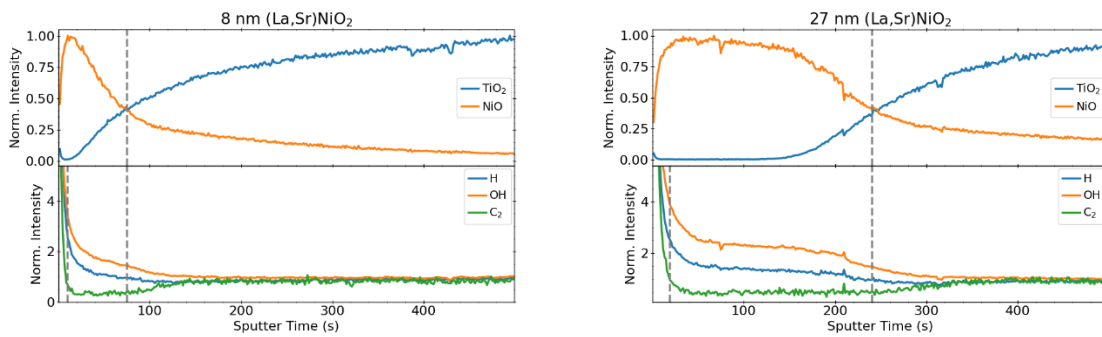 8 nm (La,Sr)NiO₂
Norm. Intensity
1.00
0.75
0.50
0.25
0.00
TiO₂
NiO
Norm. Intensity
4
2
0
H
OH
C₂
100
200
300
400
Sputter Time (s)
27 nm (La,Sr)NiO₂
Norm. Intensity
1.00
0.75
0.50
0.25
0.00
TiO₂
NiO
Norm. Intensity
4
2
H
OH
C₂
100
200
300
400
Sputter Time (s)